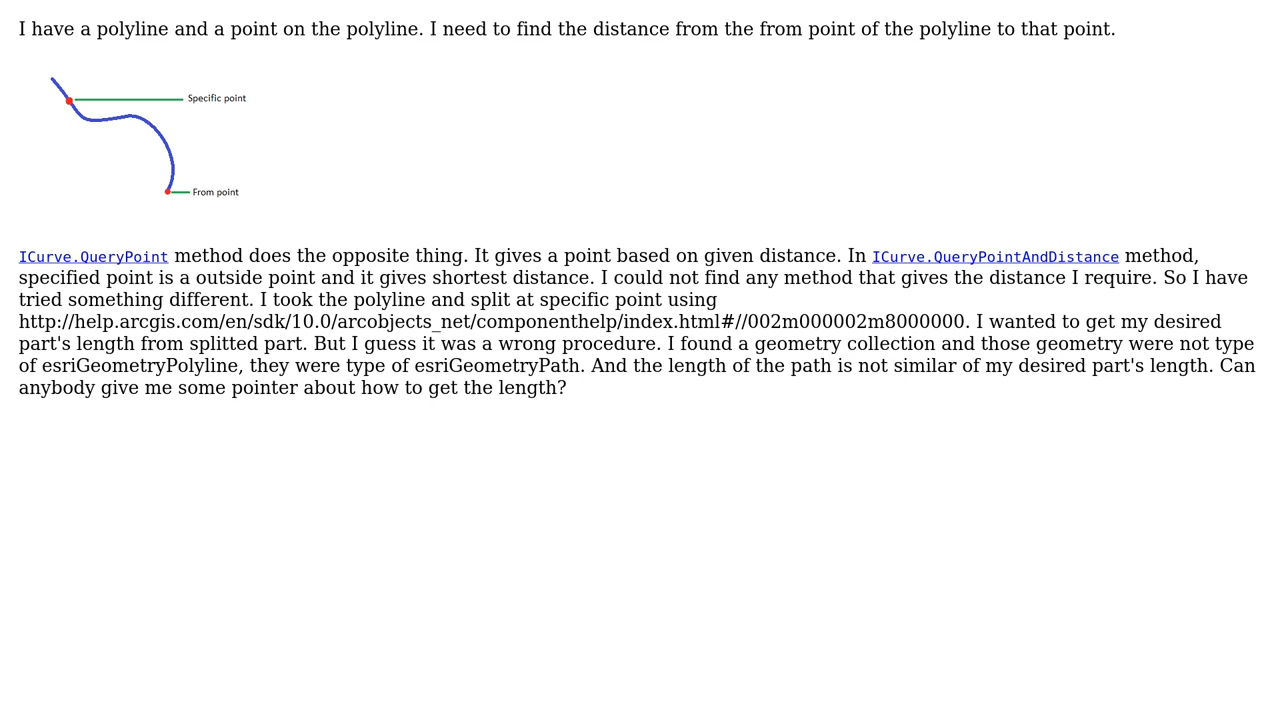 I have a polyline and a point on the polyline. I need to find the distance from the from point of the polyline to that point.
Specific point
From point
ICurve.QueryPoint method does the opposite thing. It gives a point based on given distance. In ICurve.QueryPointAndDistance method,
specified point is a outside point and it gives shortest distance. I could not find any method that gives the distance I require. So I have
tried something different. I took the polyline and split at specific point using
http://help.arcgis.com/en/sdk/10.0/arcobjects_net/componenthelp/index.html#//002m000002m8000000. I wanted to get my desired
part's length from splitted part. But I guess it was a wrong procedure. I found a geometry collection and those geometry were not type
of esriGeometryPolyline, they were type of esriGeometryPath. And the length of the path is not similar of my desired part's length. Can
anybody give me some pointer about how to get the length?